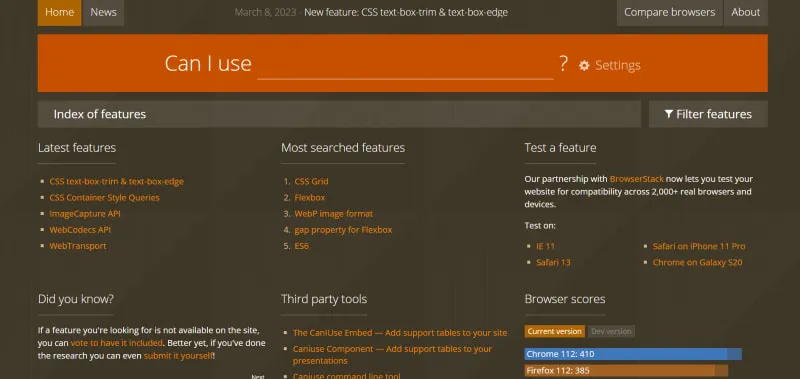 Home
News
March 8, 2023 - New feature: CSS text-box-trim & text-box-edge
Compare browsers
About
Can I use ?
Settings
Index of features
Filter features
Latest features
CSS text-box-trim & text-box-edge
CSS Container Style Queries
ImageCapture API
WebCodecs API
WebTransport
Most searched features
1. CSS Grid
2. Flexbox
3. WebP image format
4. gap property for Flexbox
5. ES6
Test a feature
Our partnership with BrowserStack now lets you test your
website for compatibility across 2,000+ real browsers and
devices.
Test on:
IE 11
Safari 13
Safari on iPhone 11 Pro
Chrome on Galaxy S20
Did you know?
If a feature you're looking for is not available on the site,
you can vote to have it included. Better yet, if you've done
the research you can even submit it yourself!
Next
Third party tools
The CanIUse Embed — Add support tables to your site
Caniuse Component — Add support tables to your
presentations
Caniuse command line tool
Browser scores
Current version
Dev version
Chrome 112: 410
Firefox 112: 385